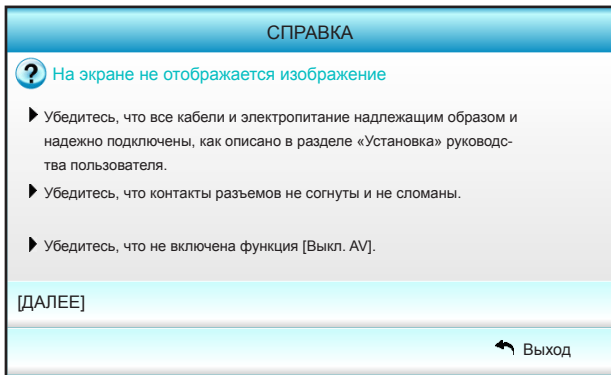 СПРАВКА
? На экране не отображается изображение
Убедитесь, что все кабели и электропитание надлежащим образом и
надежно подключены, как описано в разделе «Установка» руководс-
тва пользователя.
Убедитесь, что контакты разъемов не согнуты и не сломаны.
Убедитесь, что не включена функция [Выкл. AV].
[ДАЛЕЕ]
Выход